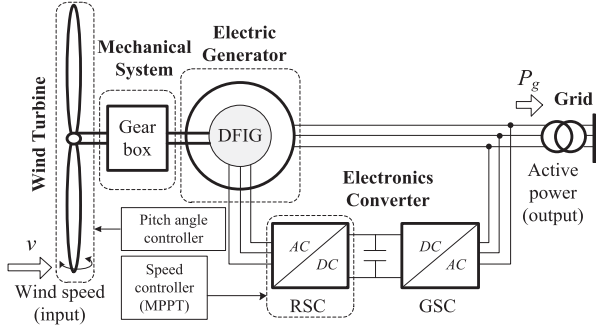 Electric
Generator
Mechanical
System
Wind Turbine
Gear
box
DFIG
P_g
Grid
Active
power
(output)
Electronics
Converter
Pitch angle
controller
v
Wind speed
(input)
Speed
controller
(MPPT)
AC
DC
RSC
DC
AC
GSC